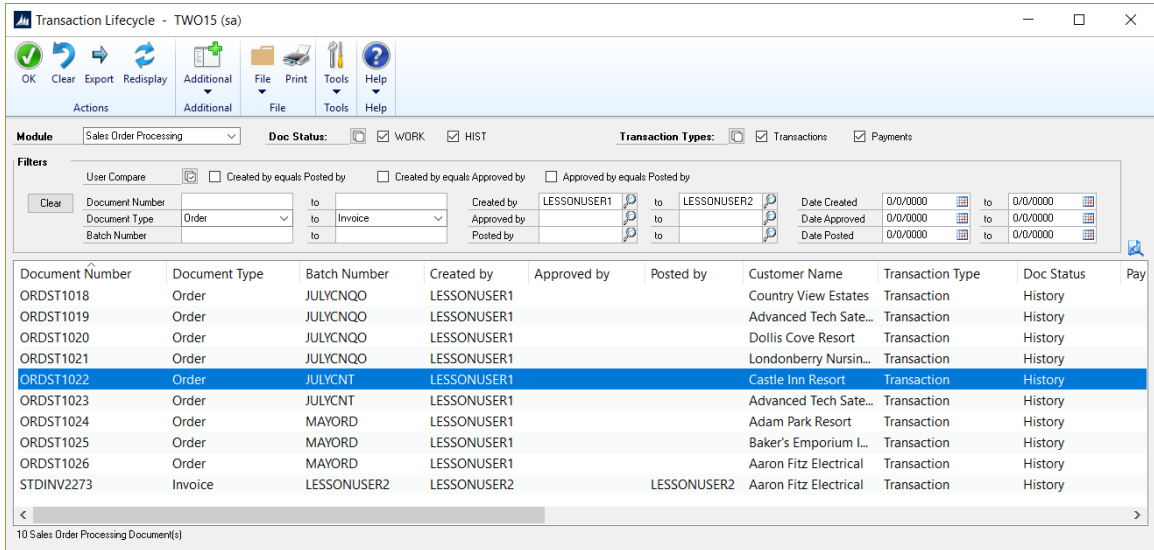 Transaction Lifecycle - TWO15 (sa)
OK Clear Export Redisplay Additional File Print Tools Help
Actions Additional File Tools Help
Module Sales Order Processing Doc Status: WORK HIST Transaction Types: Transactions Payments
Filters
User Compare Created by equals Posted by Created by equals Approved by Approved by equals Posted by
Clear Document Number to Created by LESSONUSER1 to LESSONUSER2 Date Created 0/0/0000 to 0/0/0000
Document Type Order to Invoice Approved by to Date Approved 0/0/0000 to 0/0/0000
Batch Number to Posted by to Date Posted 0/0/0000 to 0/0/0000
Document Number Document Type Batch Number Created by Approved by Posted by Customer Name Transaction Type Doc Status Pay
ORDST1018 Order JULYCNQO LESSONUSER1 Country View Estates Transaction History
ORDST1019 Order JULYCNQO LESSONUSER1 Advanced Tech Sate... Transaction History
ORDST1020 Order JULYCNQO LESSONUSER1 Dollis Cove Resort Transaction History
ORDST1021 Order JULYCNQO LESSONUSER1 Londonberry Nursin... Transaction History
ORDST1022 Order JULYCNT LESSONUSER1 Castle Inn Resort Transaction History
ORDST1023 Order JULYCNT LESSONUSER1 Advanced Tech Sate... Transaction History
ORDST1024 Order MAYORD LESSONUSER1 Adam Park Resort Transaction History
ORDST1025 Order MAYORD LESSONUSER1 Baker's Emporium I... Transaction History
ORDST1026 Order MAYORD LESSONUSER1 Aaron Fitz Electrical Transaction History
STDINV2273 Invoice LESSONUSER2 LESSONUSER2 LESSONUSER2 Aaron Fitz Electrical Transaction History
10 Sales Order Processing Document(s)